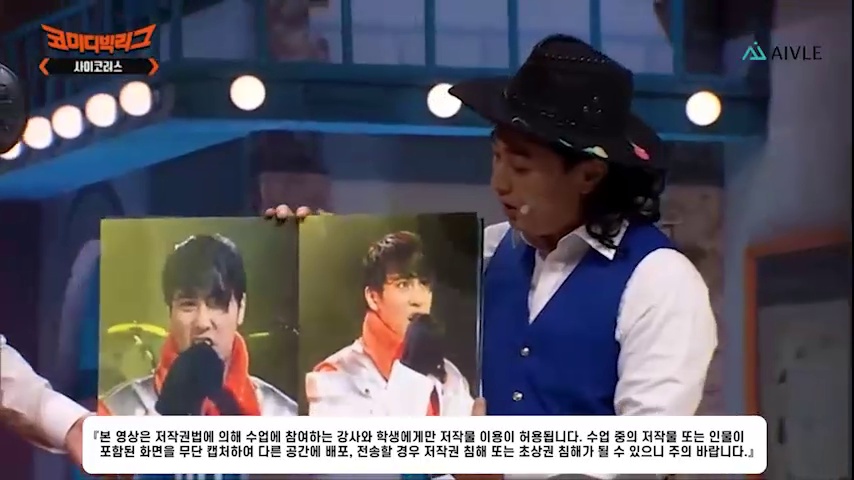 코미디빅리그
사이코러스
AIVLE
『본 영상은 저작권법에 의해 수업에 참여하는 강사와 학생에게만 저작물 이용이 허용됩니다. 수업 중의 저작물 또는 인물이
포함된 화면을 무단 캡처하여 다른 공간에 배포, 전송할 경우 저작권 침해 또는 초상권 침해가 될 수 있으니 주의 바랍니다.』